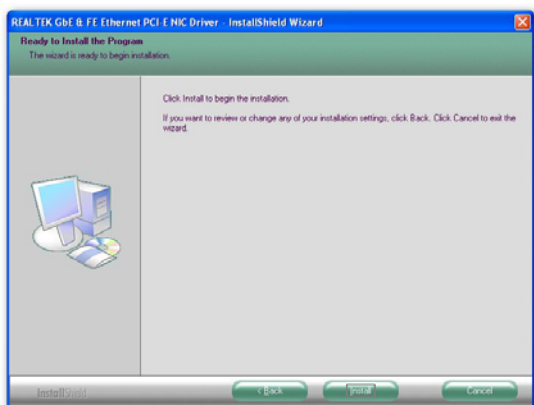 REALTEK GbE & FE Ethernet PCI-E NIC Driver - InstallShield Wizard
Ready to Install the Program
The wizard is ready to begin installation.
Click Install to begin the installation.
If you want to review or change any of your installation settings, click Back. Click Cancel to exit the
wizard.
InstallShield
< Back
Install
Cancel